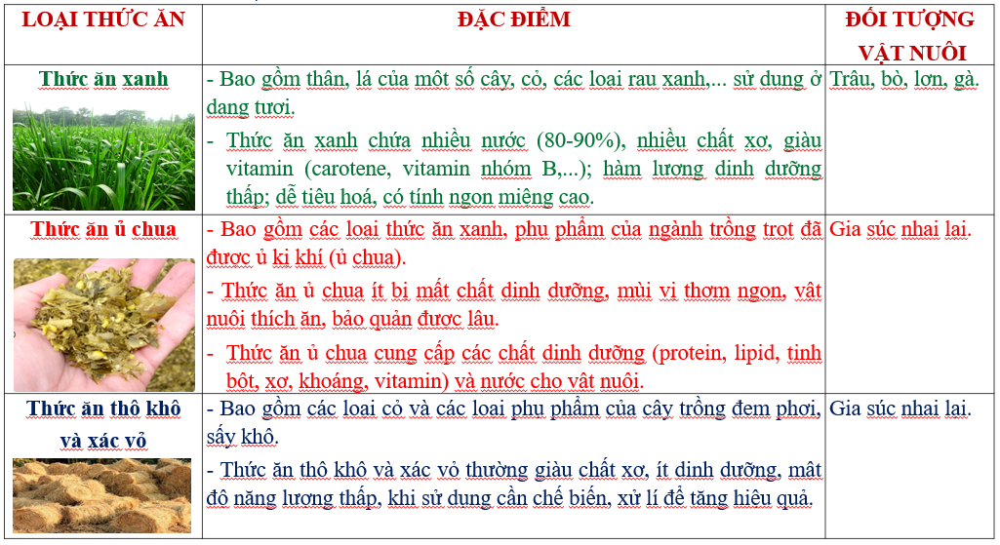 LOẠI THỨC ĂN
ĐẶC ĐIỂM
ĐỐI TƯỢNG
VẬT NUÔI
Thức ăn xanh
- Bao gồm thân, lá của một số cây, cỏ, các loại rau xanh,... sử dụng ở
dạng tươi.
- Thức ăn xanh chứa nhiều nước (80-90%), nhiều chất xơ, giàu
vitamin (carotene, vitamin nhóm B,...); hàm lượng dinh dưỡng
thấp; dễ tiêu hoá, có tính ngon miệng cao.
Trâu, bò, lợn, gà.
Thức ăn ủ chua
- Bao gồm các loại thức ăn xanh, phụ phẩm của ngành trồng trọt đã
được ủ kị khí (ủ chua).
- Thức ăn ủ chua ít bị mất chất dinh dưỡng, mùi vị thơm ngon, vật
nuôi thích ăn, bảo quản được lâu.
- Thức ăn ủ chua cung cấp các chất dinh dưỡng (protein, lipid, tinh
bột, xơ, khoáng, vitamin) và nước cho vật nuôi.
Gia súc nhai lại.
Thức ăn thô khô
và xác vỏ
- Bao gồm các loại cỏ và các loại phụ phẩm của cây trồng đem phơi,
sấy khô.
- Thức ăn thô khô và xác vỏ thường giàu chất xơ, ít dinh dưỡng, mật
độ năng lượng thấp, khi sử dụng cần chế biến, xử lí để tăng hiệu quả.
Gia súc nhai lại.